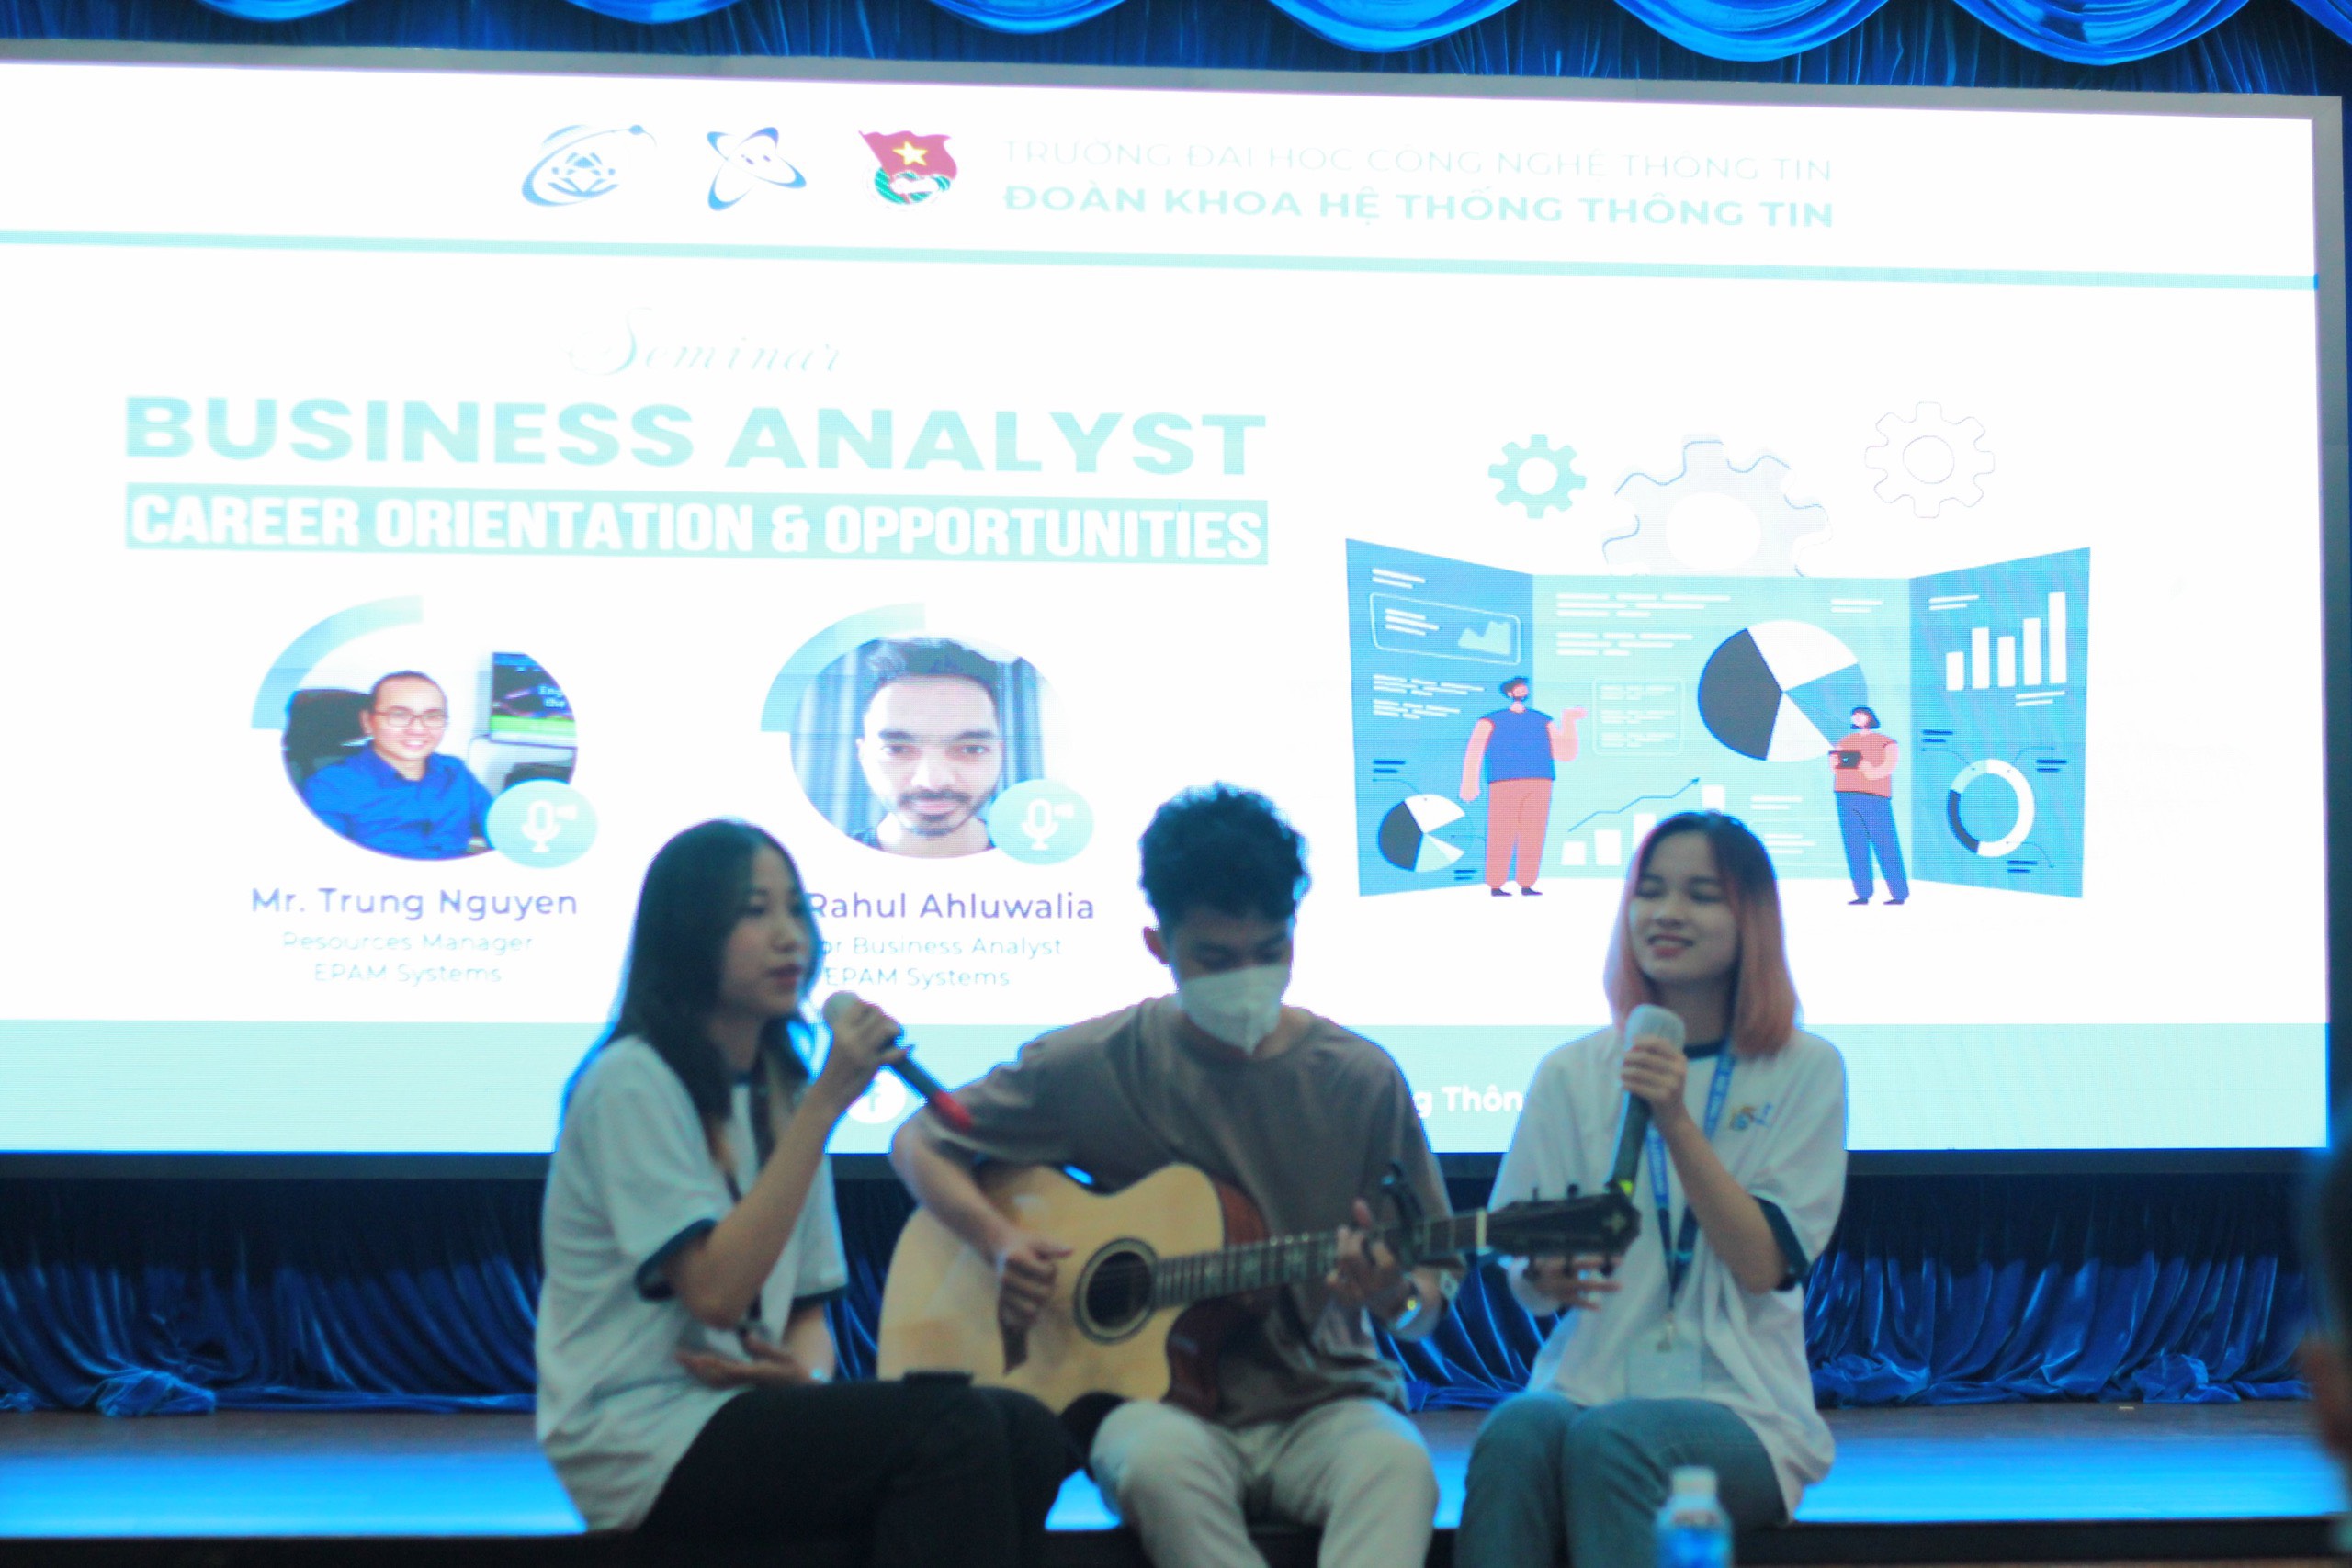 TRƯỜNG ĐẠI HỌC CÔNG NGHỆ THÔNG TIN
ĐOÀN KHOA HỆ THỐNG THÔNG TIN
Seminar
BUSINESS ANALYST
CAREER ORIENTATION & OPPORTUNITIES
Mr. Trung Nguyen
Resources Manager
EPAM Systems
Rahul Ahluwalia
Business Analyst
EPAM Systems
Thôn